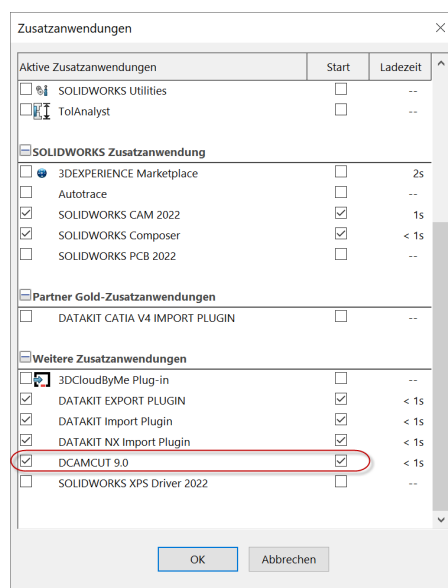 Zusatzanwendungen
Aktive Zusatzanwendungen Start Ladezeit
SOLIDWORKS Utilities --
TolAnalyst --
SOLIDWORKS Zusatzanwendung
3DEXPERIENCE Marketplace 2s
Autotrace --
SOLIDWORKS CAM 2022 1s
SOLIDWORKS Composer < 1s
SOLIDWORKS PCB 2022 --
Partner Gold-Zusatzanwendungen
DATAKIT CATIA V4 IMPORT PLUGIN --
Weitere Zusatzanwendungen
3DCloudByMe Plug-in --
DATAKIT EXPORT PLUGIN < 1s
DATAKIT Import Plugin < 1s
DATAKIT NX Import Plugin < 1s
DCAMCUT 9.0 < 1s
SOLIDWORKS XPS Driver 2022 --
OK Abbrechen